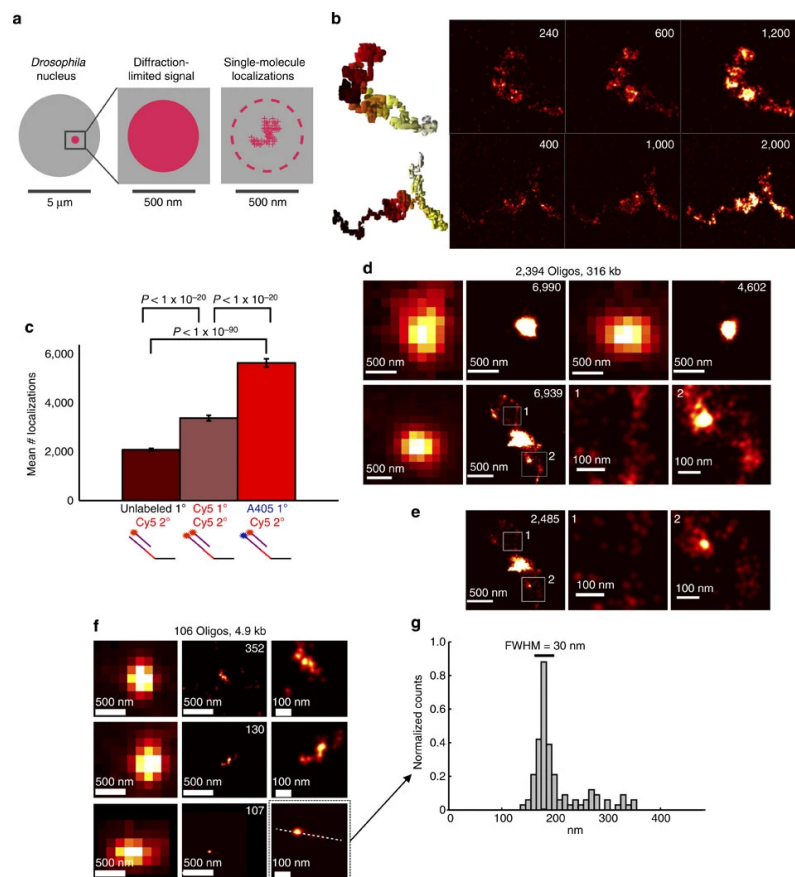 a
Drosophila nucleus
Diffraction-limited signal
Single-molecule localizations
5 μm
500 nm
500 nm
b
240
600
1,200
400
1,000
2,000
c
P < 1 x 10⁻²⁰
P < 1 x 10⁻²⁰
P < 1 x 10⁻⁹⁰
Mean # localizations
6,000
4,000
2,000
0
Unlabeled 1°
Cy5 2°
Cy5 1°
Cy5 2°
A405 1°
Cy5 2°
d
2,394 Oligos, 316 kb
500 nm
6,990
500 nm
500 nm
4,602
500 nm
500 nm
6,939
1
2
500 nm
1
100 nm
2
100 nm
e
2,485
1
2
500 nm
1
100 nm
2
100 nm
f
106 Oligos, 4.9 kb
500 nm
352
500 nm
100 nm
500 nm
130
500 nm
100 nm
500 nm
107
500 nm
100 nm
g
FWHM = 30 nm
Normalized counts
1.0
0.8
0.6
0.4
0.2
0
0
100
200
300
400
nm